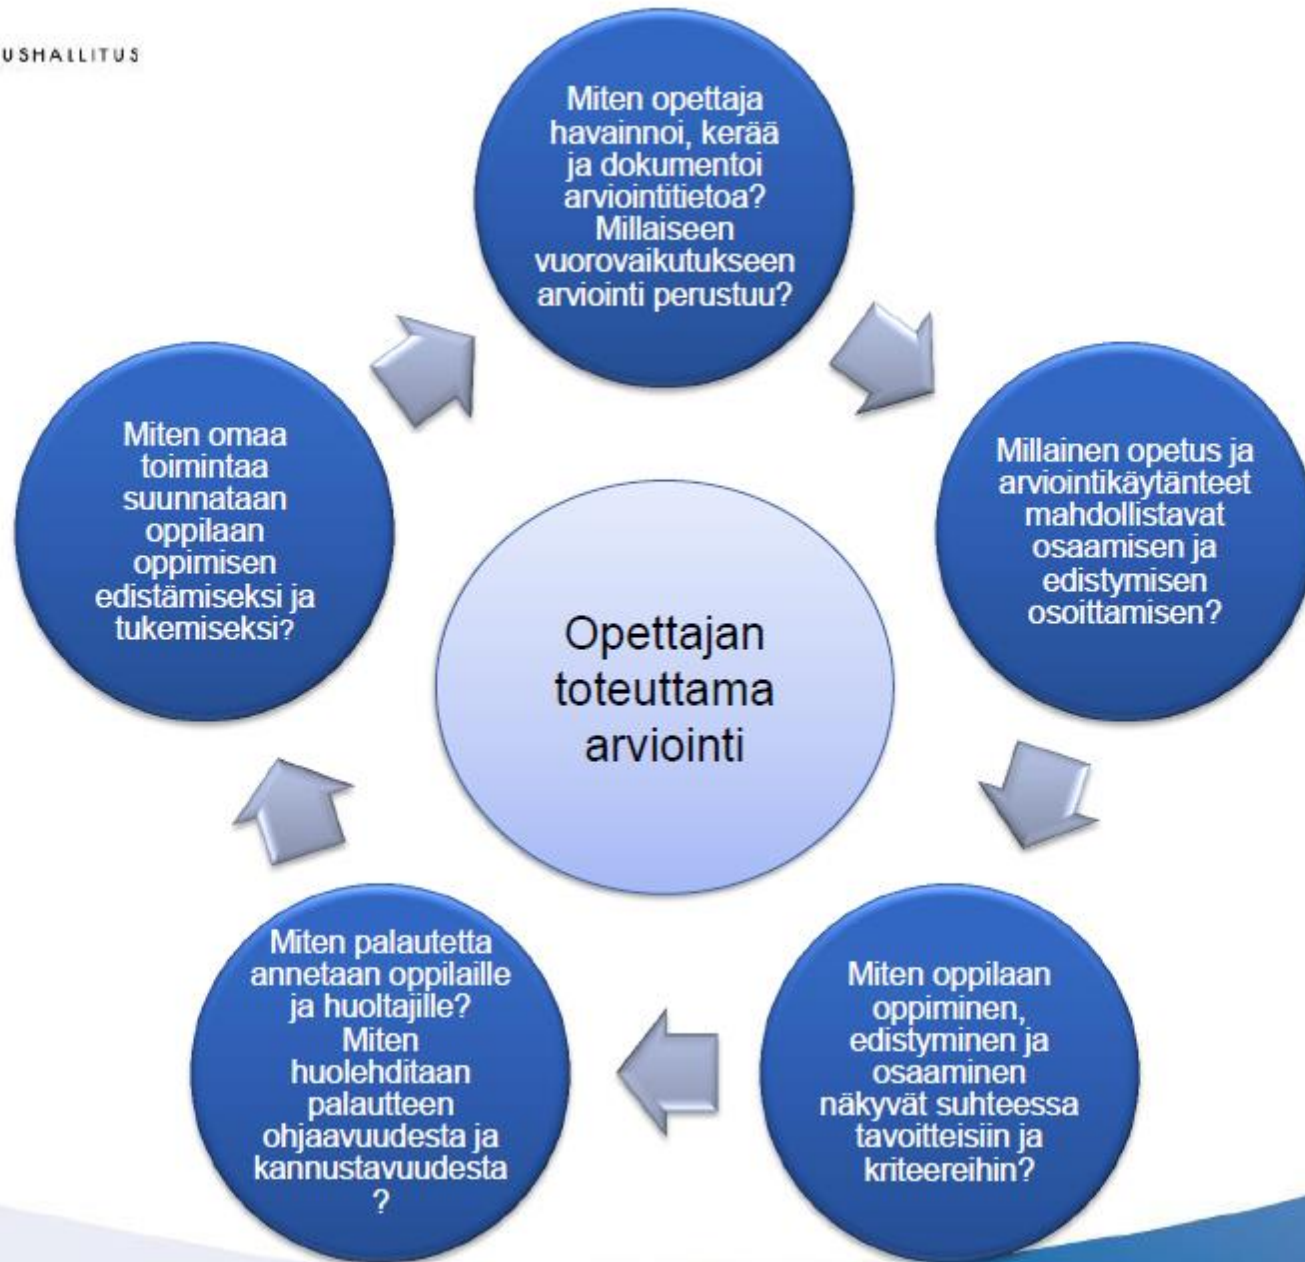 USHALLITUS
Miten opettaja
havainnoi, kerää
ja dokumentoi
arviointitietoa?
Millaiseen
vuorovaikutukseen
arviointi perustuu?
Millainen opetus ja
arviointikäytänteet
mahdollistavat
osaamisen ja
edistymisen
osoittamisen?
Miten oppilaan
oppiminen,
edistyminen ja
osaaminen
näkyvät suhteessa
tavoitteisiin ja
kriteereihin?
Miten palautetta
annetaan oppilaille
ja huoltajille?
Miten
huolehditaan
palautteen
ohjaavuudesta ja
kannustavuudesta
?
Miten omaa
toimintaa
suunnataan
oppilaan
oppimisen
edistämiseksi ja
tukemiseksi?
Opettajan
toteuttama
arviointi